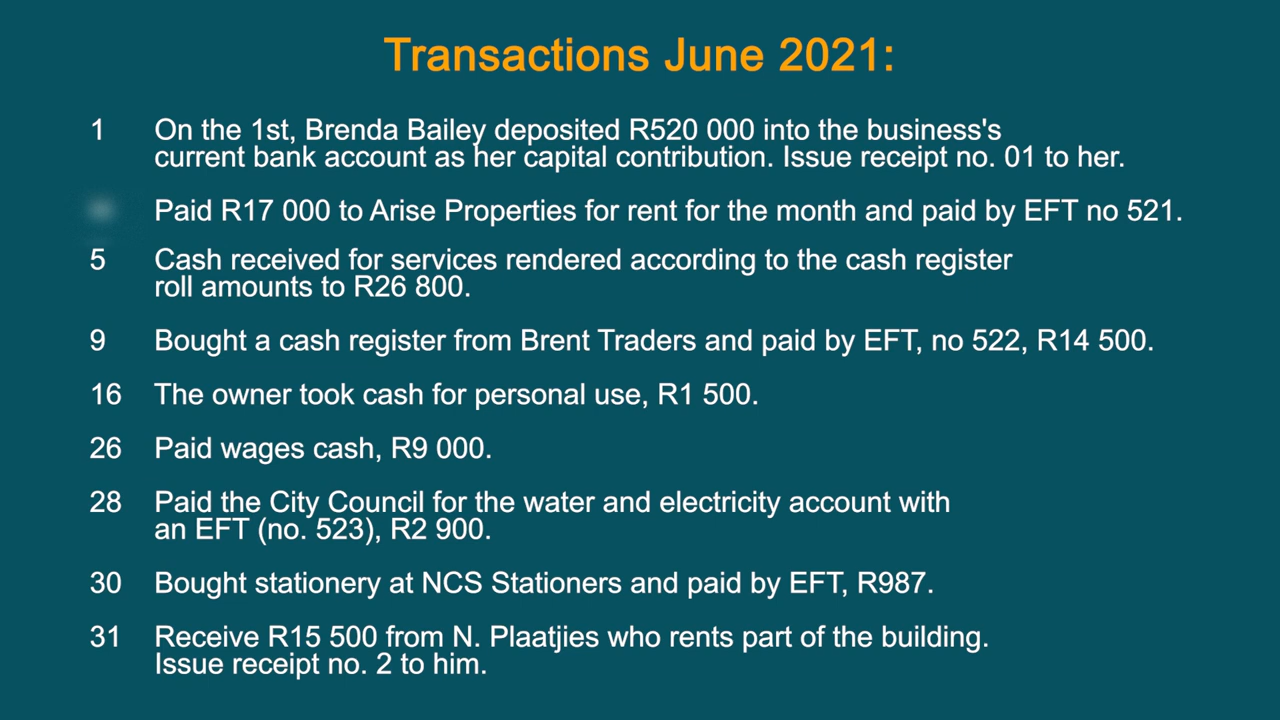 Transactions June 2021:
1 On the 1st, Brenda Bailey deposited R520 000 into the business's
current bank account as her capital contribution. Issue receipt no. 01 to her.
Paid R17 000 to Arise Properties for rent for the month and paid by EFT no 521.
5 Cash received for services rendered according to the cash register
roll amounts to R26 800.
9 Bought a cash register from Brent Traders and paid by EFT, no 522, R14 500.
16 The owner took cash for personal use, R1 500.
26 Paid wages cash, R9 000.
28 Paid the City Council for the water and electricity account with
an EFT (no. 523), R2 900.
30 Bought stationery at NCS Stationers and paid by EFT, R987.
31 Receive R15 500 from N. Plaatjies who rents part of the building.
Issue receipt no. 2 to him.